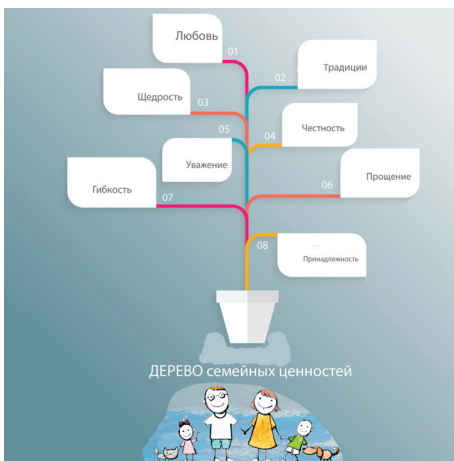 Любовь
01
02
Традиции
Щедрость
03
04
Честность
05
Уважение
06
Прощение
Гибкость
07
08
Принадлежность
ДЕРЕВО семейных ценностей